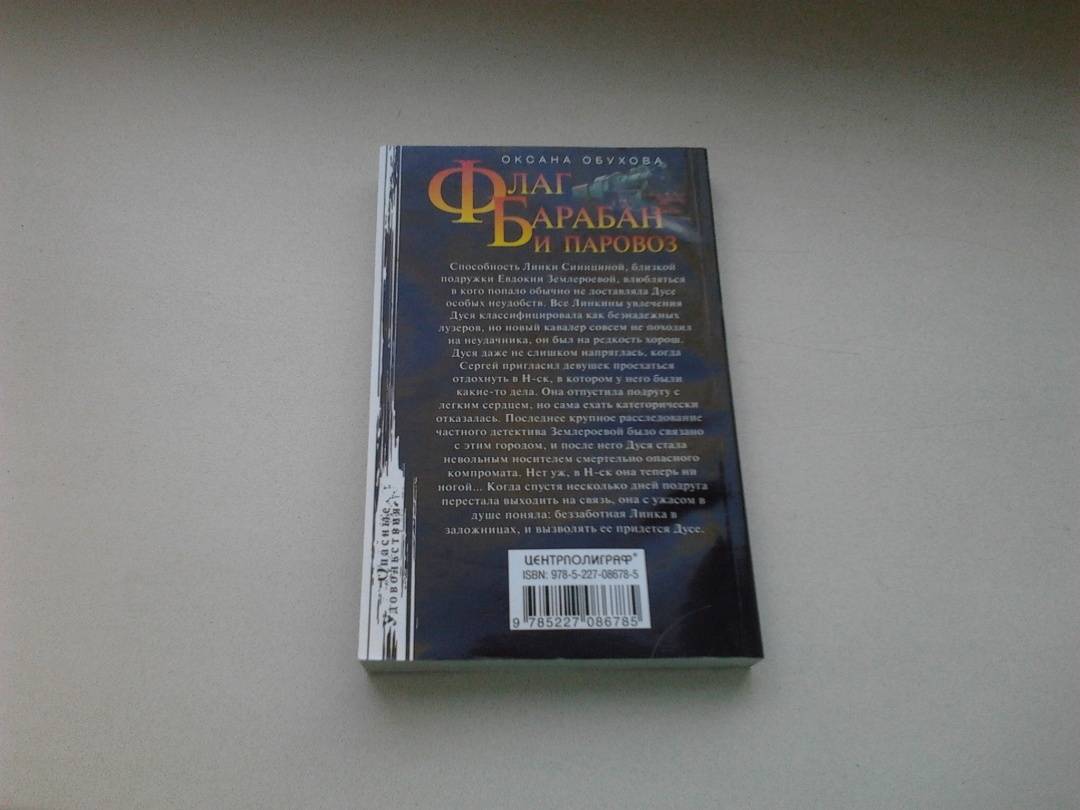 ОКСАНА ОБУХОВА
ФЛАГ
БАРАБАН
И ПАРОВОЗ
Способность Линки Синициной, близкой
подружки Евдокии Землероевой, влюбляться
в кого попало обычно не доставляла Дусе
особых неудобств. Все Линкины увлечения
Дуся классифицировала как безнадежных
лузеров, но новый кавалер совсем не походил
на неудачника, он был на редкость хорош.
Дуся даже не слишком напряглась, когда
Сергей пригласил девушек проехаться
отдохнуть в Н-ск, в котором у него были
какие-то дела. Она отпустила подругу с
легким сердцем, но сама ехать категорически
отказалась. Последнее крупное расследование
частного детектива Землероевой было связано
с этим городом, и после него Дуся стала
невольным носителем смертельно опасного
компромата. Нет уж, в Н-ск она теперь ни
ногой... Когда спустя несколько дней подруга
перестала выходить на связь, она с ужасом в
душе поняла: беззаботная Линка в
заложницах, и вызволять ее придется Дусе.
Опасные
Удовольствия
ЦЕНТРПОЛИГРАФ®
ISBN: 978-5-227-08678-5
9 785227 086785